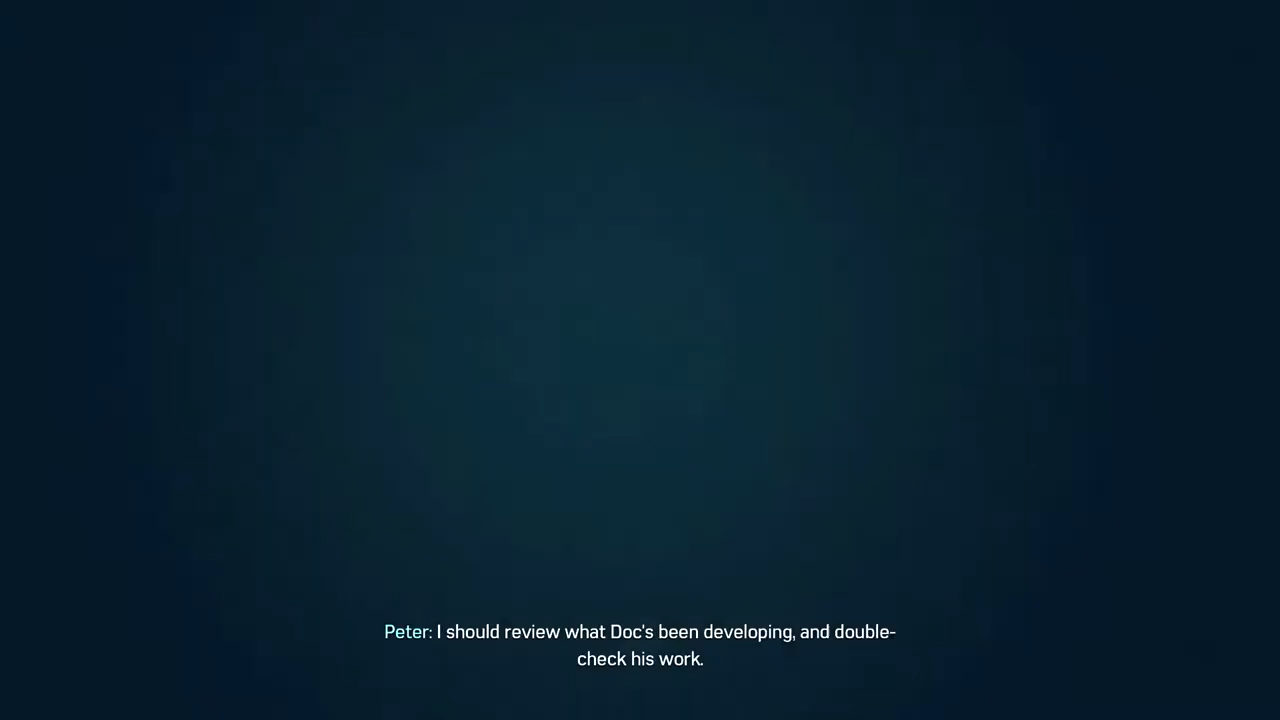 Peter: I should review what Doc's been developing, and double-
check his work.